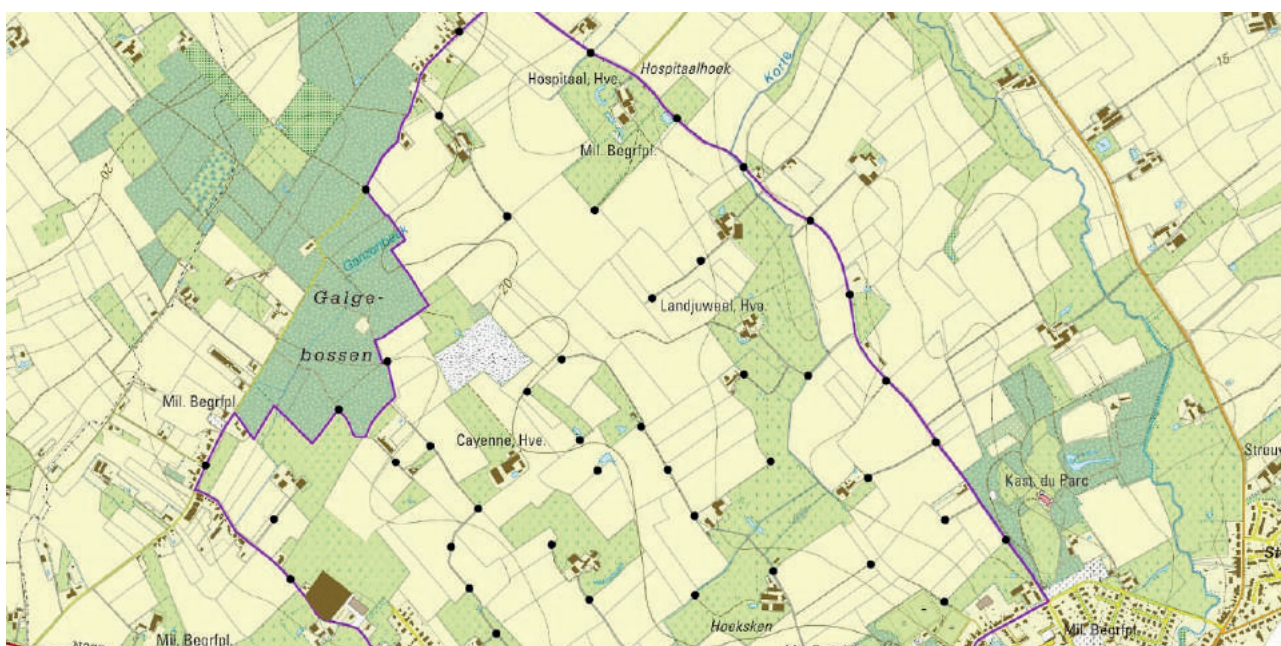 Hospitaalhoek
Korte
15
Hospitaal, Hve.
Mil. Begrfpl.
20
Ganzenbeek
20
Galge-
bossen
Landjuweel, Hve.
Mil. Begrfpl
Cayenne, Hve.
Kast. du Parc
Hoeksken
Mil. Begrfpl.
Mil. Begrfpl.